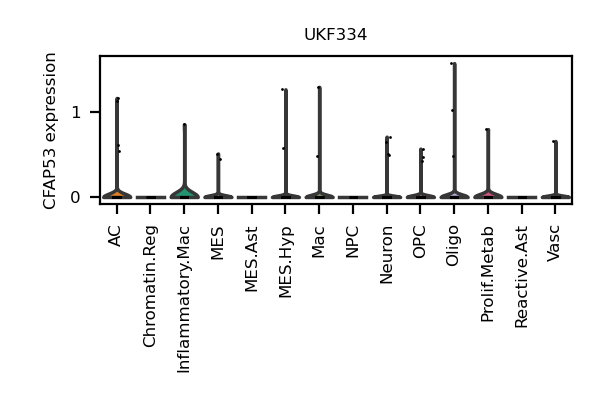 UKF334
CFAP53 expression
1
0
AC
Chromatin.Reg
Inflammatory.Mac
MES
MES.Ast
MES.Hyp
Mac
NPC
Neuron
OPC
Oligo
Prolif.Metab
Reactive.Ast
Vasc